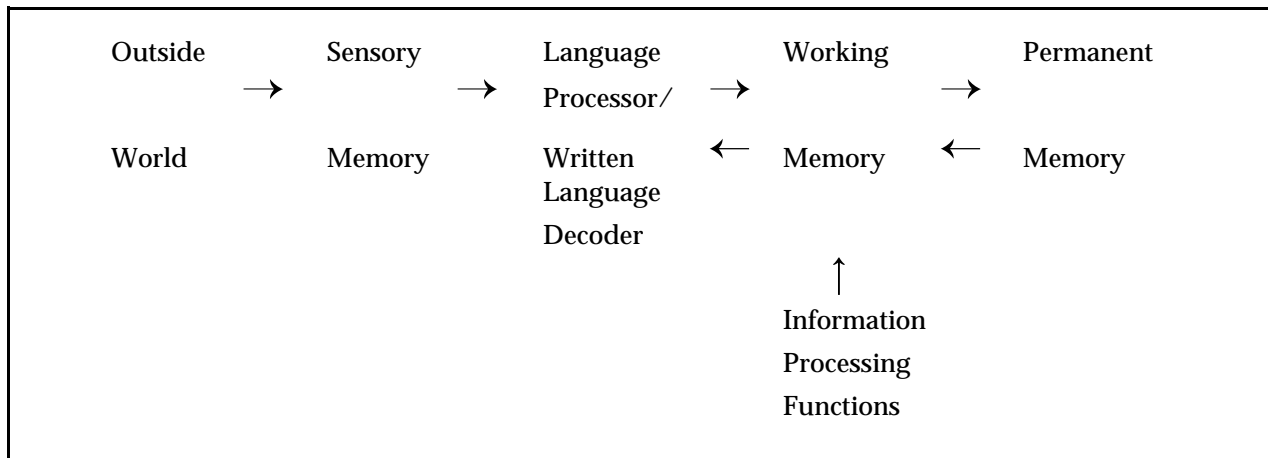 Outside Sensory Language Working Permanent
→ → Processor/ → →
World Memory Written ← Memory ← Memory
Language
Decoder
↑
Information
Processing
Functions